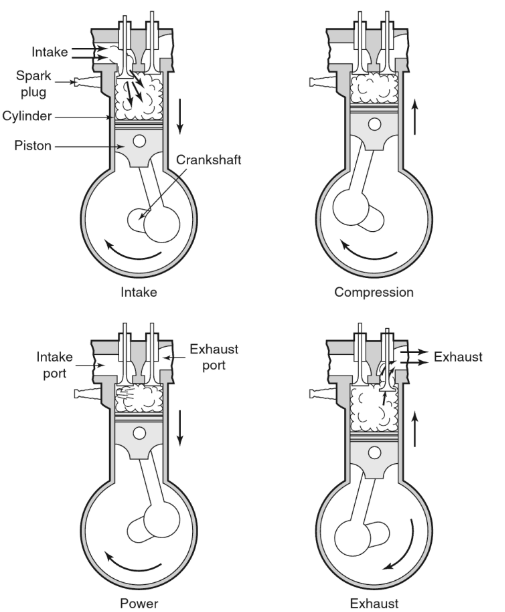 Intake
Spark
plug
Cylinder
Piston
Crankshaft
Intake
Compression
Intake
port
Exhaust
port
Exhaust
Power
Exhaust